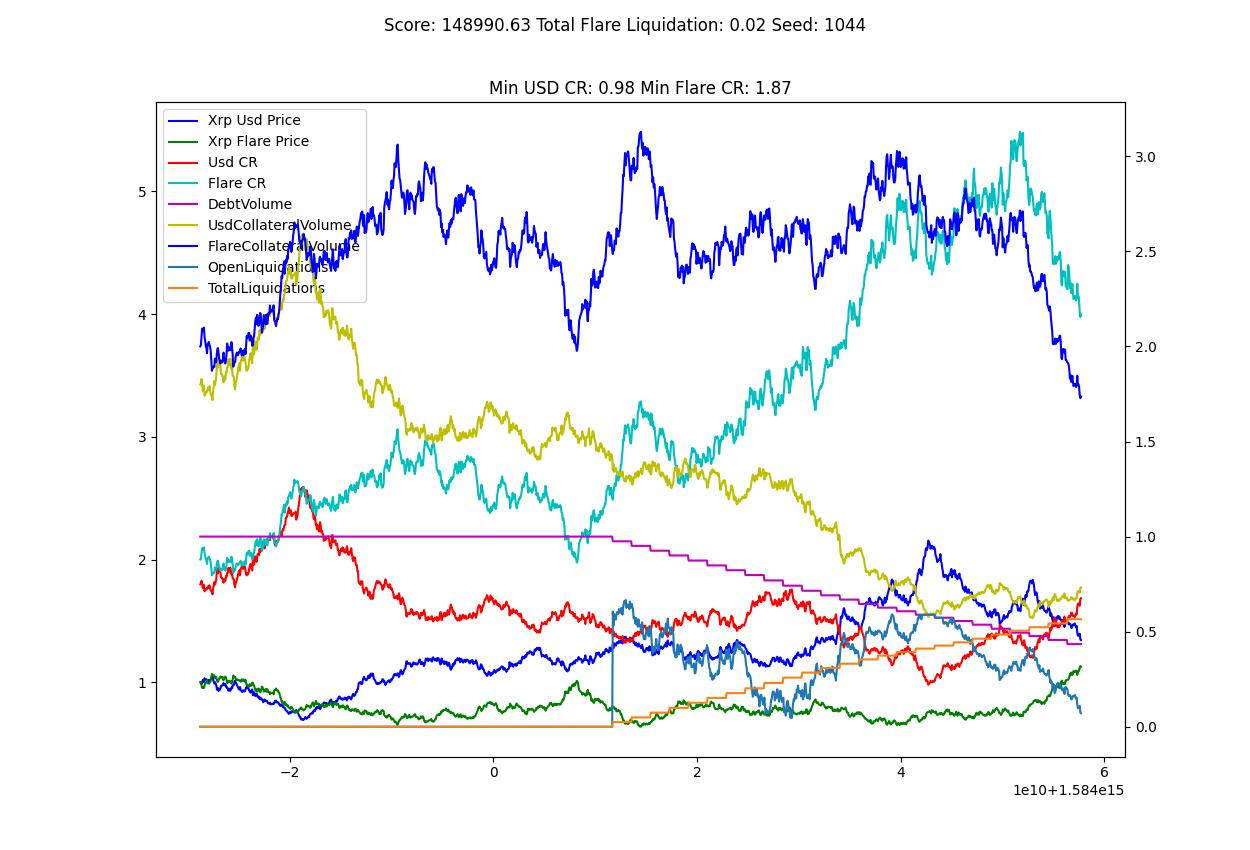 Score: 148990.63 Total Flare Liquidation: 0.02 Seed: 1044
Min USD CR: 0.98 Min Flare CR: 1.87
Xrp Usd Price
Xrp Flare Price
Usd CR
Flare CR
DebtVolume
UsdCollateralVolume
FlareCollateralVolume
OpenLiquidations
TotalLiquidations
5
4
3
2
1
3.0
2.5
2.0
1.5
1.0
0.5
0.0
−2
0
2
4
6
1e10+1.584e15